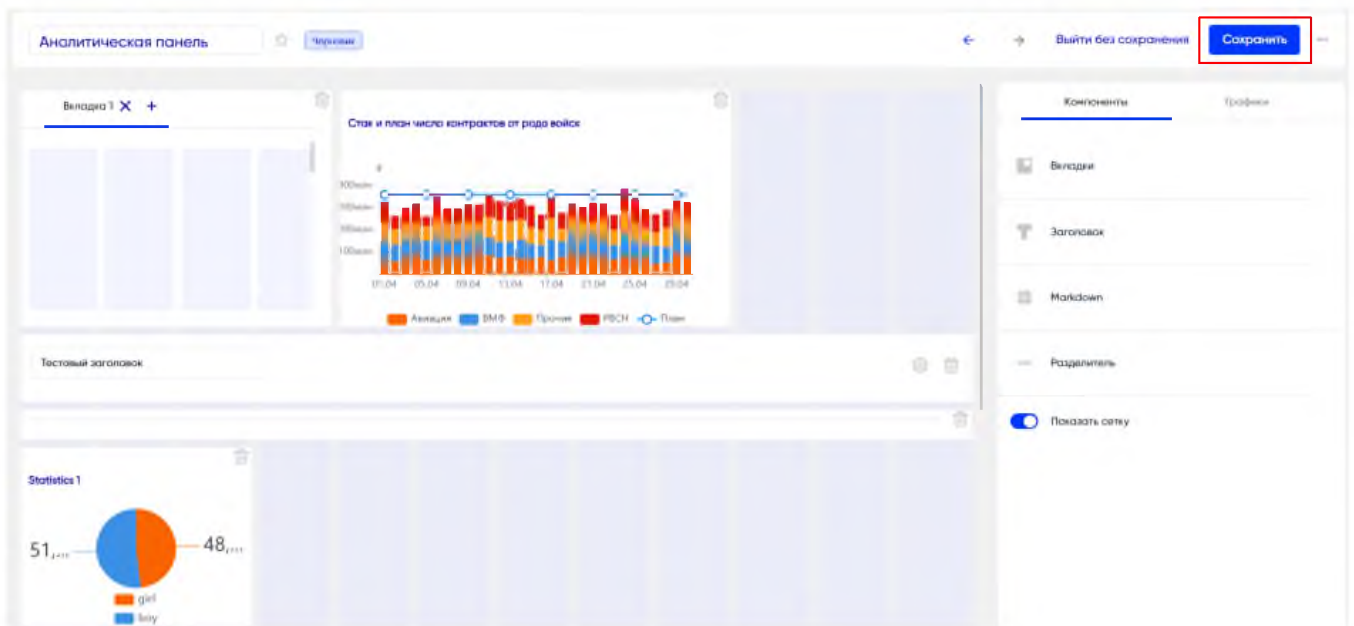 Аналитическая панель
Черновик
Выйти без сохранения
Сохранить
Вкладка 1
Компоненты
Графики
Стак и план число контрактов от рода войск
Вкладки
Заголовок
Markdown
Разделитель
Показать сетку
01.04 05.04 09.04 13.04 17.04 21.04 25.04 29.04
Авиация ВМФ Прочие РВСН План
Тестовый заголовок
Statistics 1
51,...
48,...
girl
boy